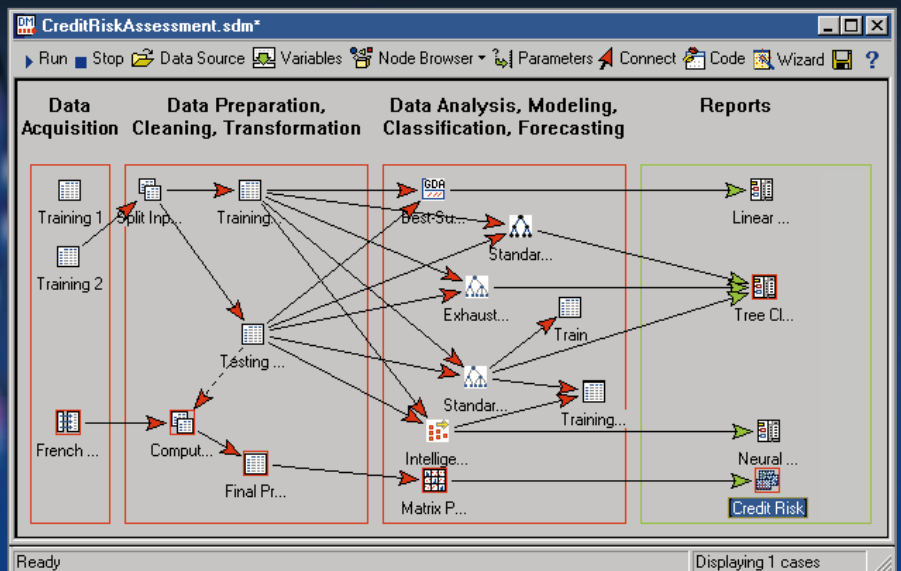 DM
CreditRiskAssessment.sdm*
Run Stop Data Source Variables Node Browser Parameters Connect Code Wizard ?
Data
Acquisition
Data Preparation,
Cleaning, Transformation
Data Analysis, Modeling,
Classification, Forecasting
Reports
Training 1
Split Inp...
Training...
GDA
Best-Su...
Linear ...
Training 2
Standar...
Exhaust...
Train
Tree Cl...
Testing ...
Standar...
Training...
French ...
Comput...
Intellige...
Neural ...
Final Pr...
Matrix P...
Credit Risk
Ready
Displaying 1 cases